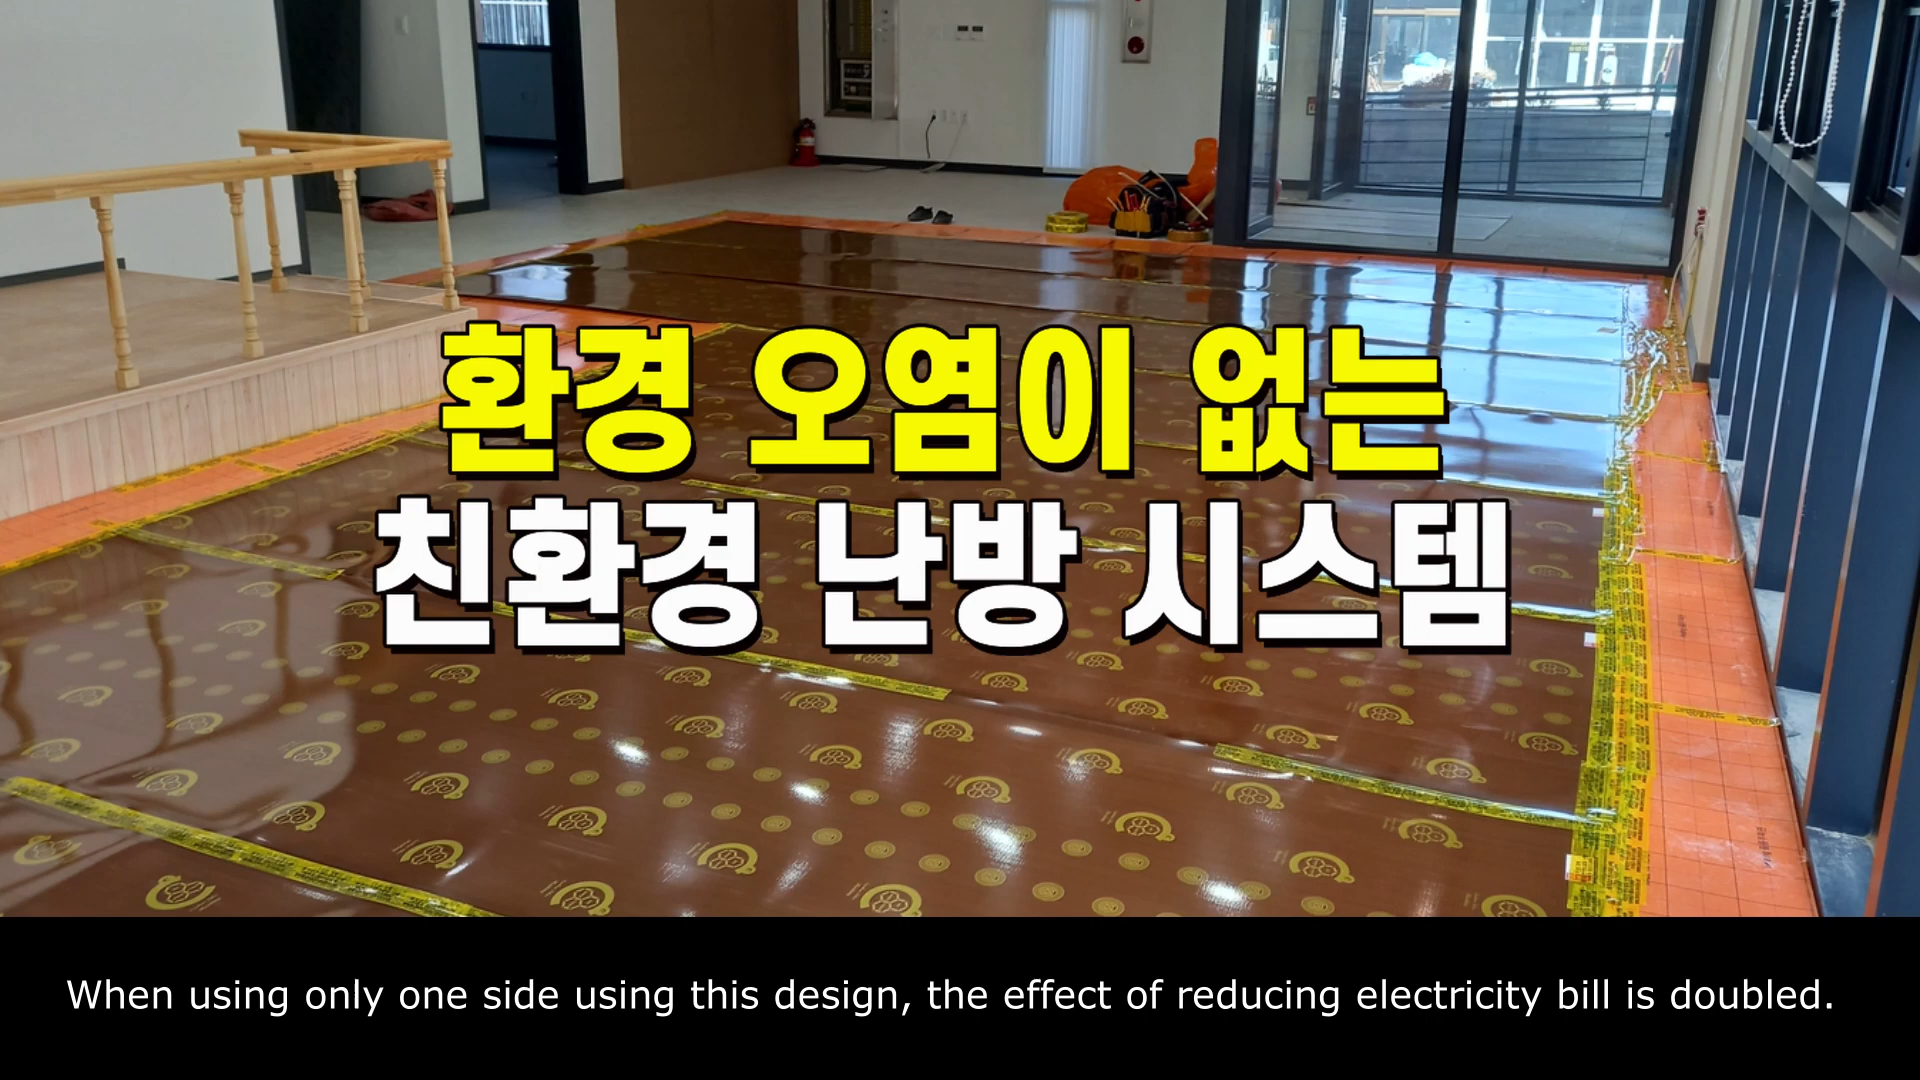 환경 오염이 없는
친환경 난방 시스템
When using only one side using this design, the effect of reducing electricity bill is doubled.